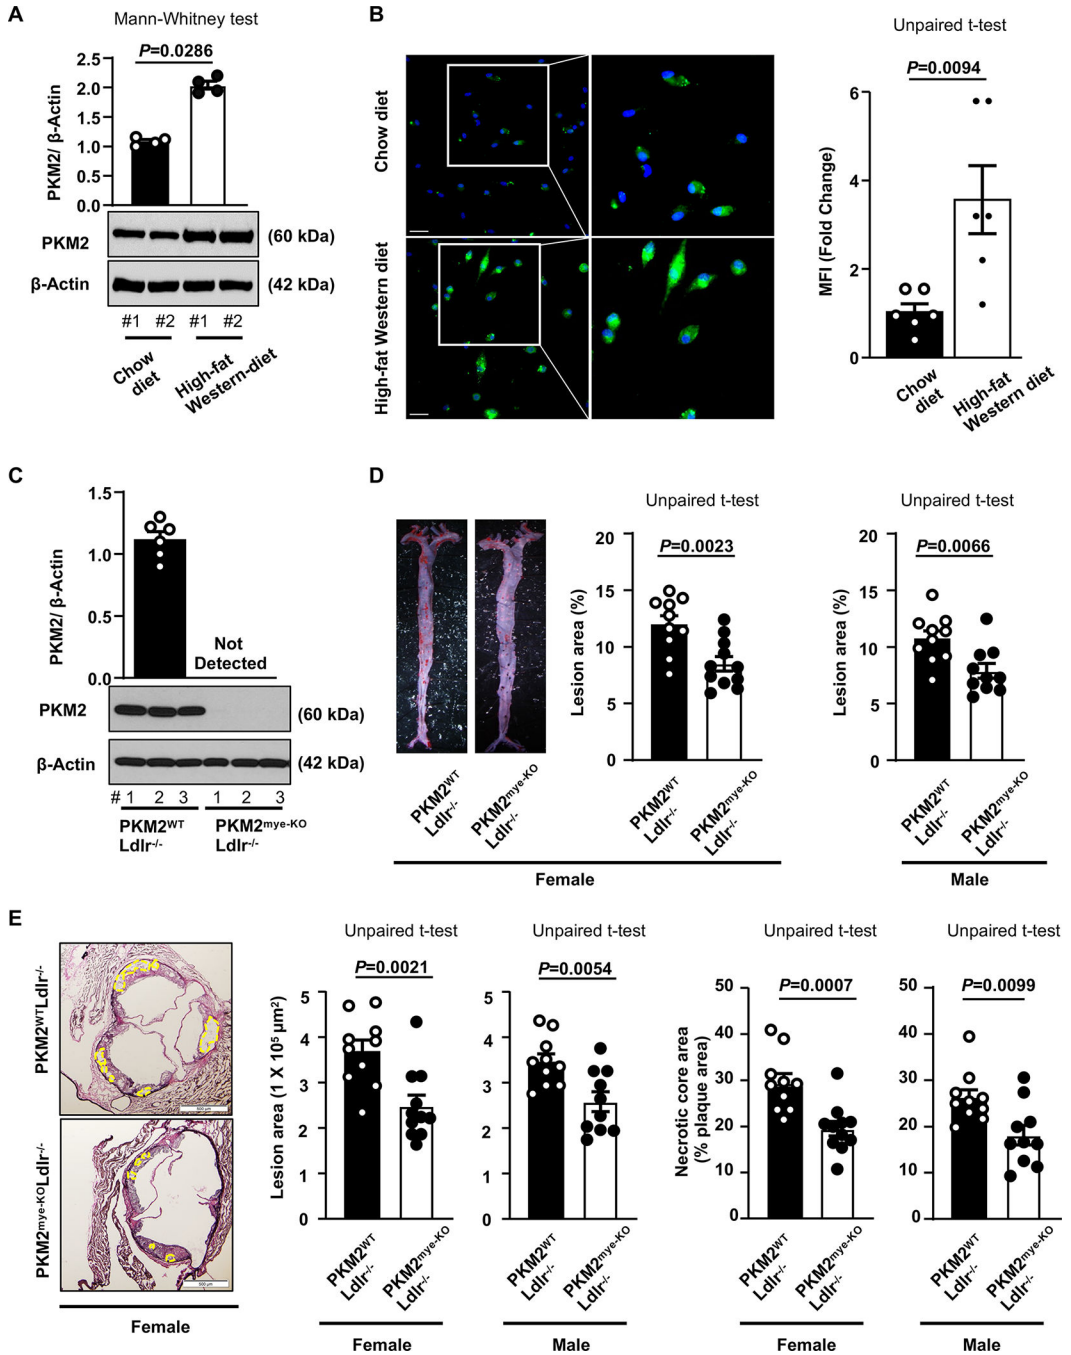 A
Mann-Whitney test
P=0.0286
PKM2/ β-Actin
2.5
2.0
1.5
1.0
0.5
0.0
PKM2
(60 kDa)
β-Actin
(42 kDa)
#1 #2 #1 #2
Chow
diet
High-fat
Western-diet
B
Chow diet
High-fat Western diet
Unpaired t-test
P=0.0094
MFI (Fold Change)
6
4
2
0
Chow
diet
High-fat
Western diet
C
PKM2/ β-Actin
1.5
1.0
0.5
0.0
Not
Detected
PKM2
(60 kDa)
β-Actin
(42 kDa)
# 1 2 3 1 2 3
PKM2WT
Ldlr-/-
PKM2mye-KO
Ldlr-/-
D
PKM2WT
Ldlr-/-
PKM2mye-KO
Ldlr-/-
Unpaired t-test
P=0.0023
Lesion area (%)
20
15
10
5
0
PKM2WT
Ldlr-/-
PKM2mye-KO
Ldlr-/-
Female
Unpaired t-test
P=0.0066
Lesion area (%)
20
15
10
5
0
PKM2WT
Ldlr-/-
PKM2mye-KO
Ldlr-/-
Male
E
PKM2WTLdlr-/-
500 µm
PKM2mye-KOLdlr-/-
500 µm
Female
Unpaired t-test
P=0.0021
Lesion area (1 X 10⁵ µm²)
5
4
3
2
1
0
PKM2WT
Ldlr-/-
PKM2mye-KO
Ldlr-/-
Female
Unpaired t-test
P=0.0054
5
4
3
2
1
0
PKM2WT
Ldlr-/-
PKM2mye-KO
Ldlr-/-
Male
Unpaired t-test
P=0.0007
Necrotic core area
(% plaque area)
50
40
30
20
10
0
PKM2WT
Ldlr-/-
PKM2mye-KO
Ldlr-/-
Female
Unpaired t-test
P=0.0099
50
40
30
20
10
0
PKM2WT
Ldlr-/-
PKM2mye-KO
Ldlr-/-
Male